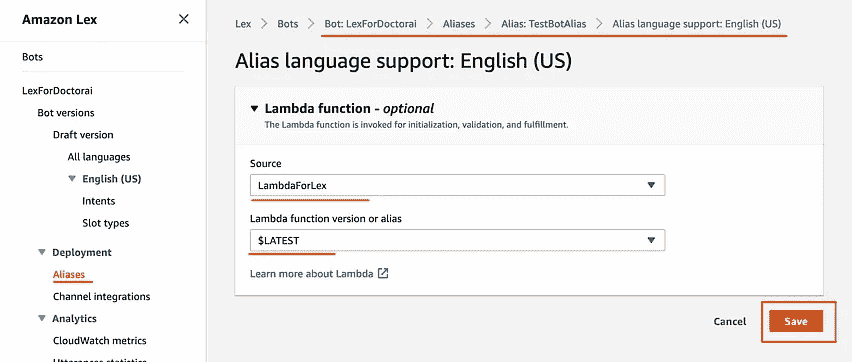 Amazon Lex
Bots
LexForDoctorai
Bot versions
Draft version
All languages
English (US)
Intents
Slot types
Deployment
Aliases
Channel integrations
Analytics
CloudWatch metrics
Utterances statistics
Lex > Bots > Bot: LexForDoctorai > Aliases > Alias: TestBotAlias > Alias language support: English (US)
Alias language support: English (US)
Lambda function - optional
The Lambda function is invoked for initialization, validation, and fulfillment.
Source
LambdaForLex
Lambda function version or alias
$LATEST
Learn more about Lambda
Cancel
Save